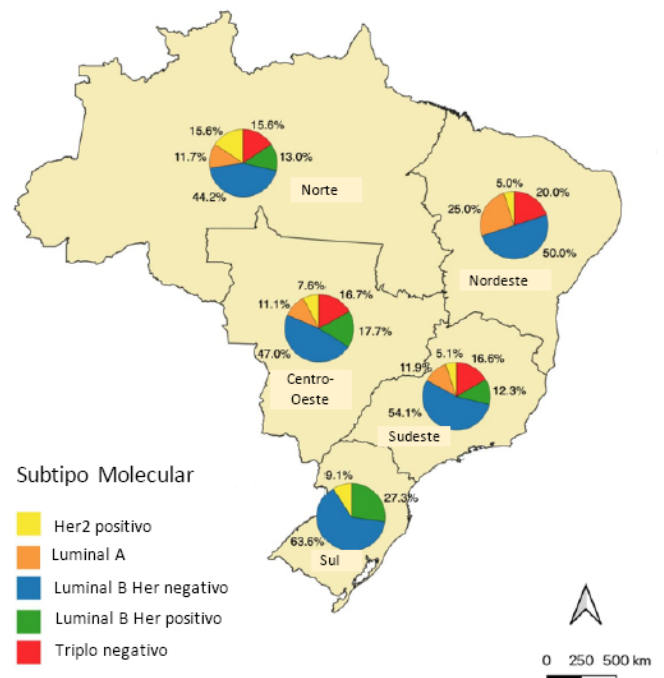 15.6% 15.6%
11.7% 13.0%
44.2%
Norte
5.0% 20.0%
25.0%
50.0%
Nordeste
7.6% 16.7%
11.1%
17.7%
47.0%
Centro-
Oeste
5.1% 16.6%
11.9%
12.3%
54.1%
Sudeste
9.1%
27.3%
63.6%
Sul
Subtipo Molecular
Her2 positivo
Luminal A
Luminal B Her negativo
Luminal B Her positivo
Triplo negativo
0 250 500 km